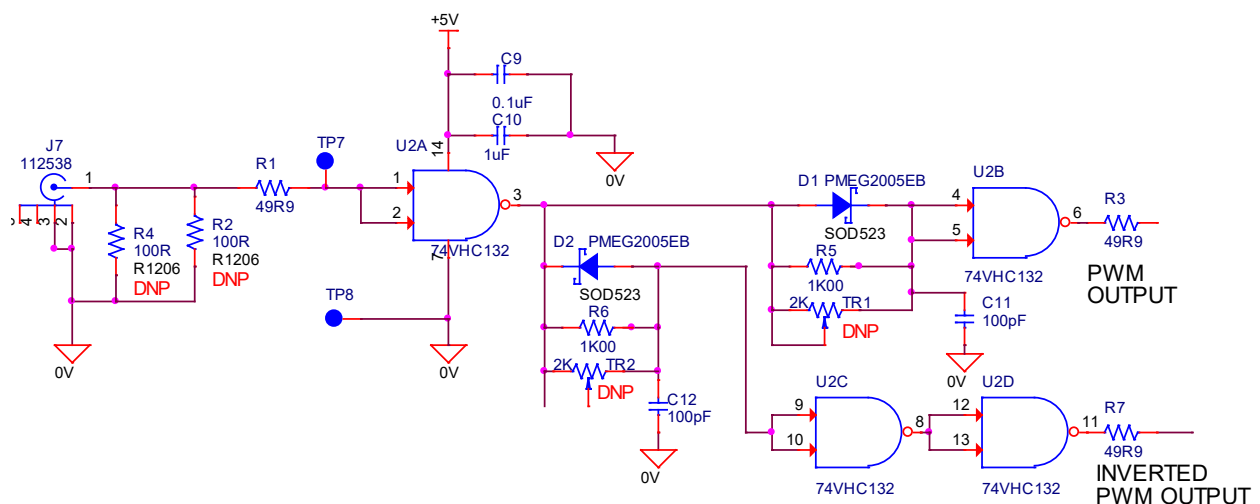 +5V
C9
0.1uF
C10
1uF
0V
J7
112538
1
4
3
2
R4
100R
R1206
DNP
R2
100R
R1206
DNP
0V
R1
49R9
TP7
U2A
14
1
2
3
7
74VHC132
TP8
0V
D2 PMEG2005EB
SOD523
R6
1K00
2K TR2
DNP
C12
100pF
0V
D1 PMEG2005EB
SOD523
R5
1K00
2K TR1
DNP
C11
100pF
0V
U2B
4
5
6
74VHC132
R3
49R9
PWM
OUTPUT
U2C
9
10
8
74VHC132
U2D
12
13
11
74VHC132
R7
49R9
INVERTED
PWM OUTPUT